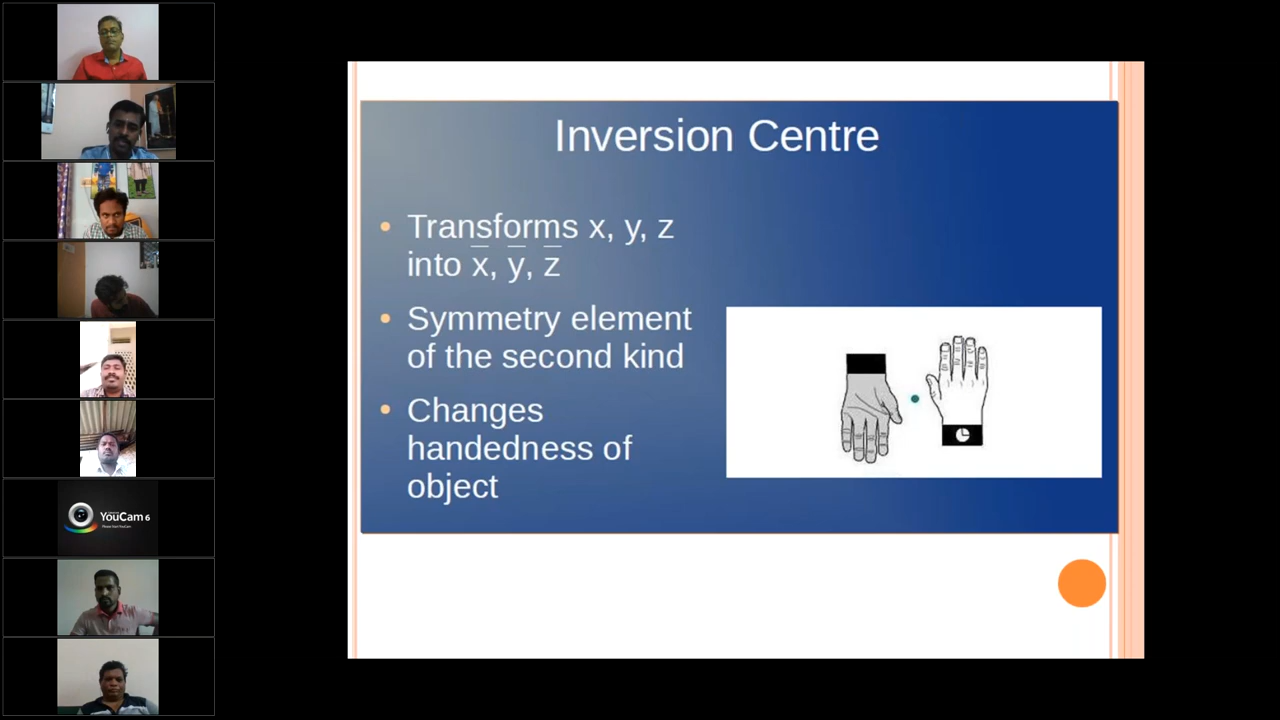 Inversion Centre
• Transforms x, y, z
into x̅, y̅, z̅
• Symmetry element
of the second kind
• Changes
handedness of
object
YouCam 6